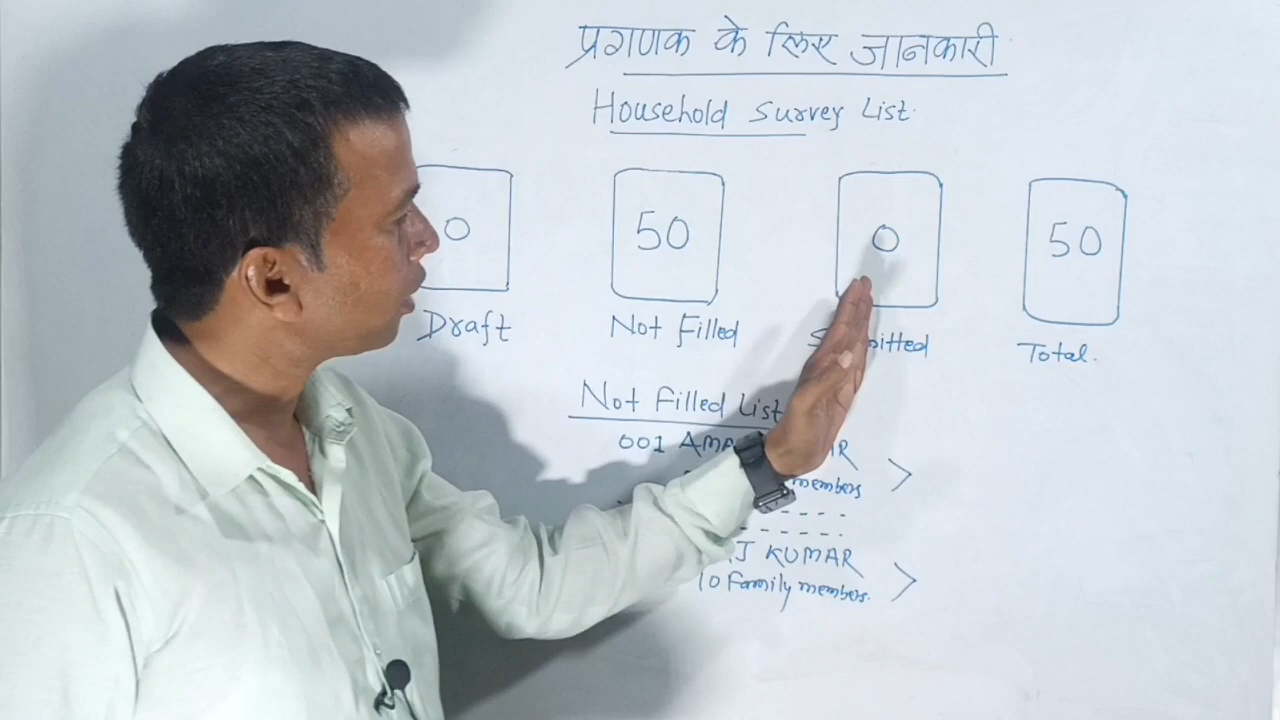 प्रगणक के लिए जानकारी
Household Survey List.
0 50 0 50
Draft Not Filled Total.
Not Filled List
001
members
KUMAR
10 family members.